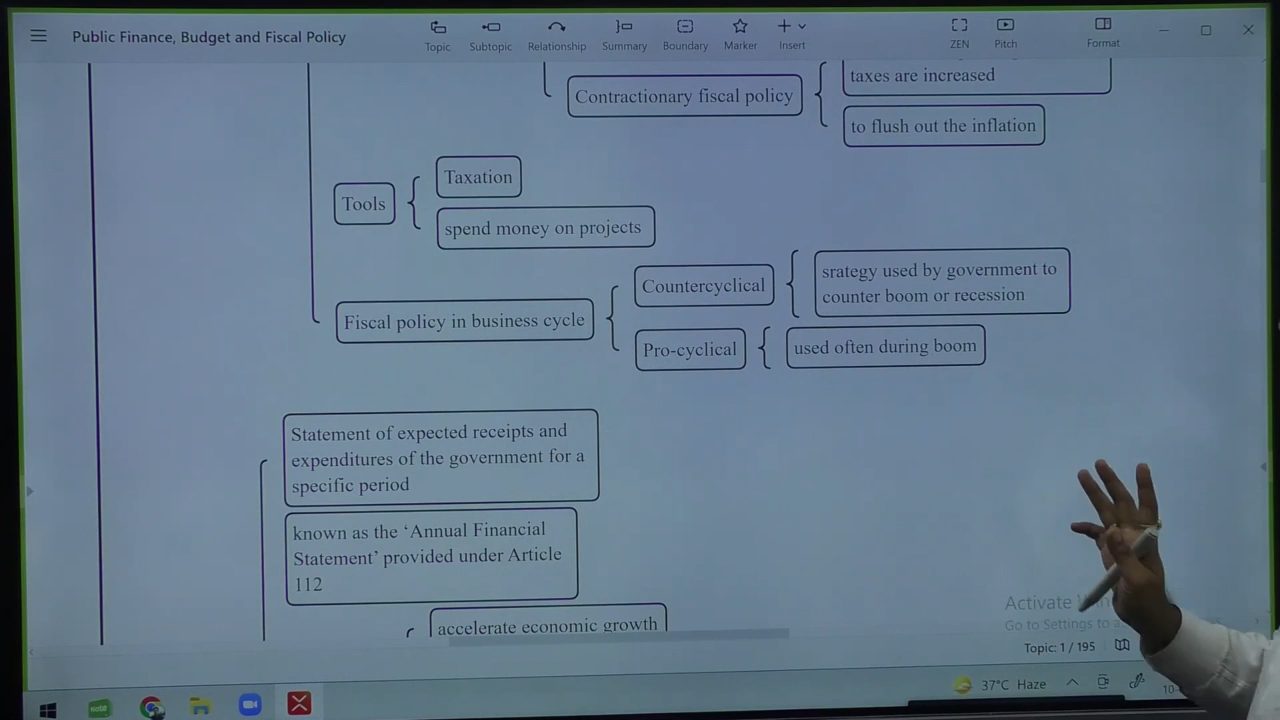 Public Finance, Budget and Fiscal Policy
Topic
Subtopic
Relationship
Summary
Boundary
Marker
Insert
ZEN
Pitch
Format
taxes are increased
Contractionary fiscal policy
to flush out the inflation
Taxation
Tools
spend money on projects
Countercyclical
srategy used by government to
counter boom or recession
Fiscal policy in business cycle
Pro-cyclical
used often during boom
Statement of expected receipts and
expenditures of the government for a
specific period
known as the ‘Annual Financial
Statement’ provided under Article
112
accelerate economic growth
Activate
Go to Settings to
Topic: 1 / 195
37°C Haze
note